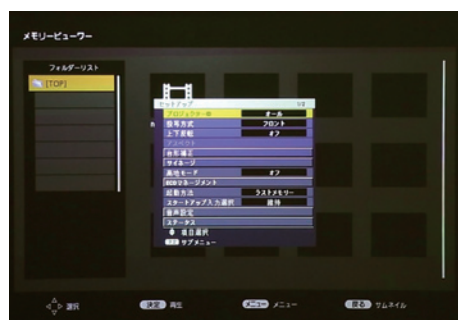 メモリービューワー
フォルダーリスト
[TOP]
セットアップ 1/2
プロジェクターID オール
投写方式 フロント
上下反転 オフ
アスペクト
台形補正
サイネージ
高地モード オフ
ECOマネージメント
起動方法 ラストメモリー
スタートアップ入力選択 維持
音声設定
ステータス
項目選択
サブメニュー
選択 決定 再生 メニュー メニュー 戻る サムネイル